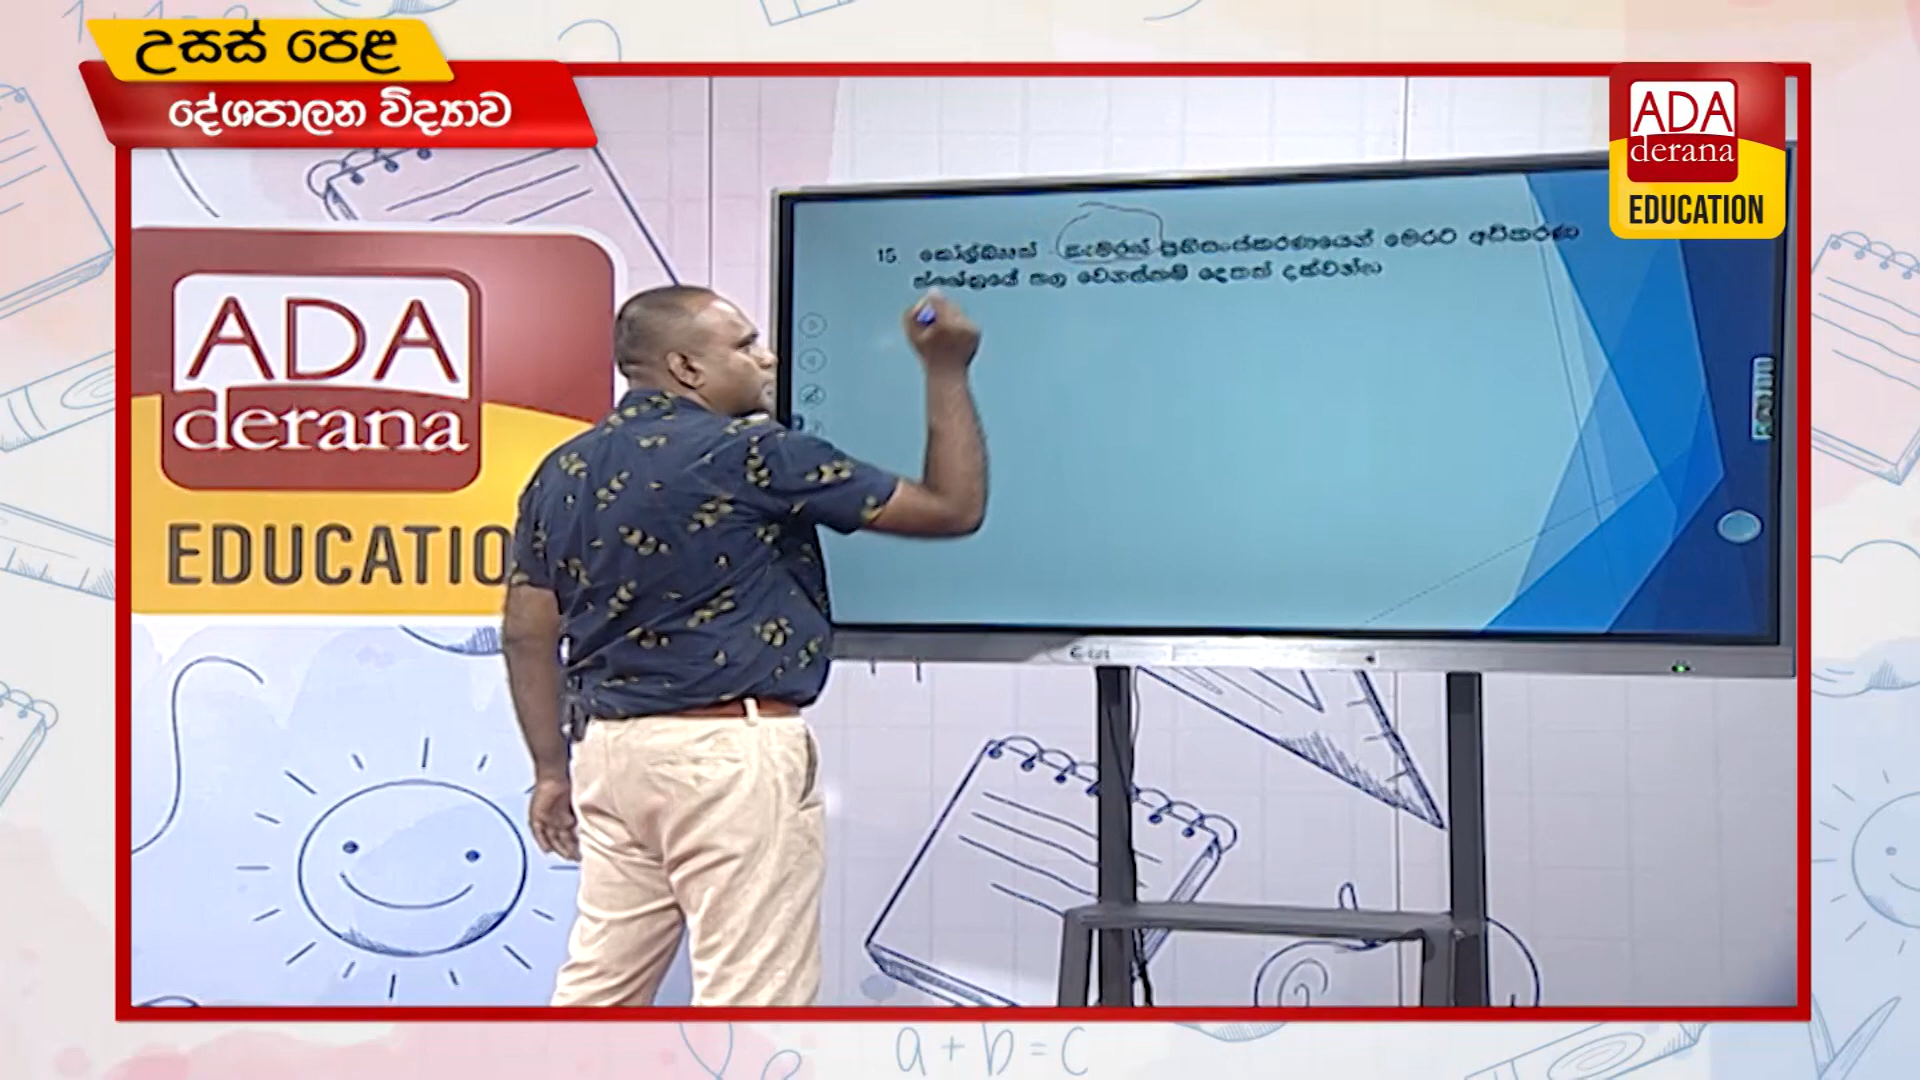 උසස් පෙළ
දේශපාලන විද්‍යාව
ADA
derana
EDUCATION
15. කෝල්බෲක් කැමරන් ප්‍රතිසංස්කරණයෙන් මෙරට අධිකරණ
ක්ෂේත්‍රයේ කල වෙනස්කම් දෙකක් දක්වන්න
ADA
derana
EDUCATIO
a + b = c